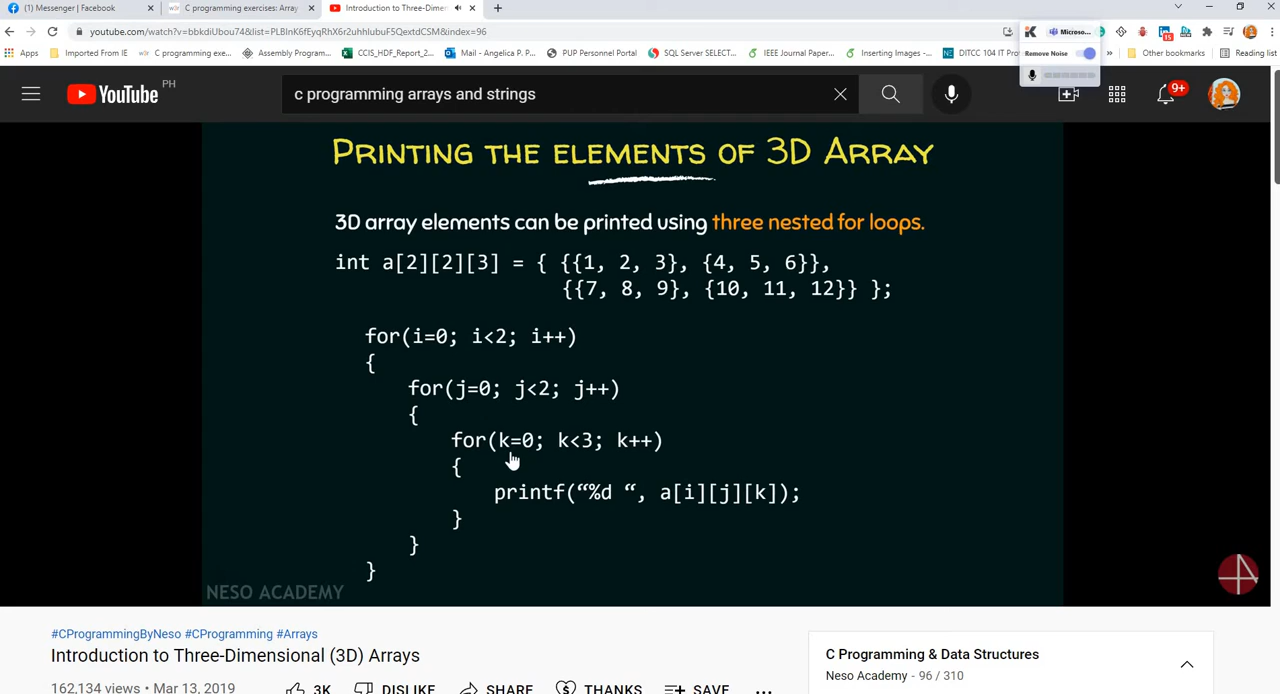 (1) Messenger | Facebook
C programming exercises: Array
Introduction to Three-Dimen
youtube.com/watch?v=bbkdiUbou74&list=PLBlnK6fEyqRhX6r2uhhlubuF5QextdCSM&index=96
Microso...
Apps
Imported From IE
C programming exe...
Assembly Program...
CCIS_HDF_Report_2...
Mail - Angelica P. P...
PUP Personnel Portal
SQL Server SELECT...
IEEE Journal Paper...
Inserting Images -...
DITCC 104 IT Pr
Remove Noise
»
Other bookmarks
Reading list
YouTube PH
c programming arrays and strings
9+
PRINTING THE ELEMENTS OF 3D ARRAY
3D array elements can be printed using three nested for loops.
int a[2][2][3] = { {{1, 2, 3}, {4, 5, 6}},
{{7, 8, 9}, {10, 11, 12}} };
for(i=0; i<2; i++)
{
for(j=0; j<2; j++)
{
for(k=0; k<3; k++)
{
printf(“%d “, a[i][j][k]);
}
}
}
NESO ACADEMY
#CProgrammingByNeso #CProgramming #Arrays
Introduction to Three-Dimensional (3D) Arrays
C Programming & Data Structures
Neso Academy - 96 / 310
162,134 views • Mar 13, 2019
3K
DISLIKE
SHARE
THANKS
SAVE
...